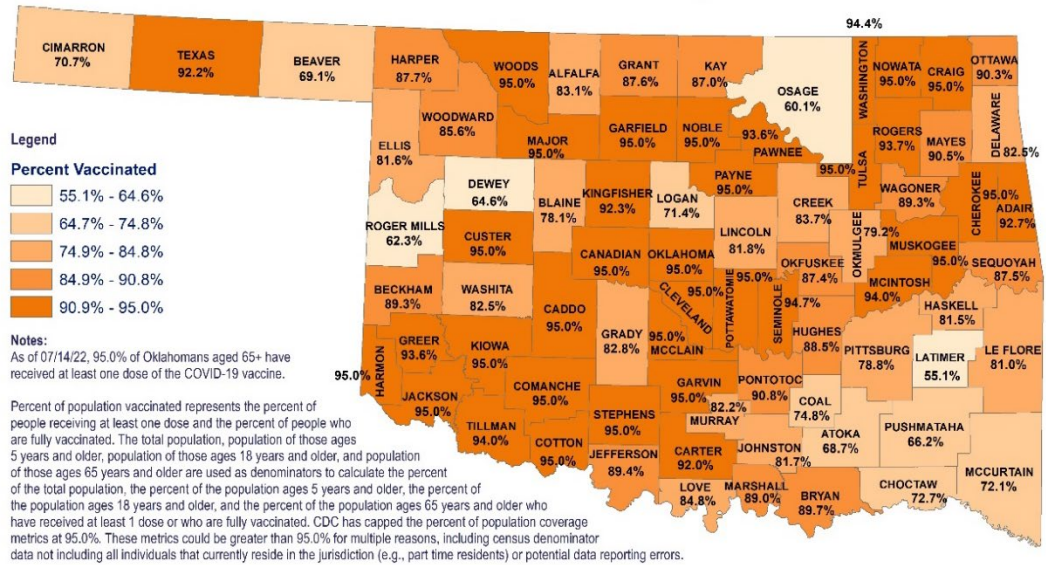 94.4%
CIMARRON
70.7%
TEXAS
92.2%
BEAVER
69.1%
HARPER
87.7%
WOODS
95.0%
ALFALFA
83.1%
GRANT
87.6%
KAY
87.0%
OSAGE
60.1%
WASHINGTON
NOWATA
95.0%
CRAIG
95.0%
OTTAWA
90.3%
WOODWARD
85.6%
ELLIS
81.6%
MAJOR
95.0%
GARFIELD
95.0%
NOBLE
95.0%
93.6%
PAWNEE
95.0%
TULSA
ROGERS
93.7%
MAYES
90.5%
DELAWARE
82.5%
DEWEY
64.6%
ROGER MILLS
62.3%
BLAINE
78.1%
KINGFISHER
92.3%
LOGAN
71.4%
PAYNE
95.0%
CREEK
83.7%
WAGONER
89.3%
CHEROKEE
95.0%
ADAIR
92.7%
CUSTER
95.0%
CANADIAN
95.0%
OKLAHOMA
95.0%
LINCOLN
81.8%
OKFUSKEE
87.4%
OKMULGEE
79.2%
MUSKOGEE
95.0%
SEQUOYAH
87.5%
BECKHAM
89.3%
WASHITA
82.5%
CADDO
95.0%
GRADY
82.8%
CLEVELAND
95.0%
POTTAWATOMIE
95.0%
SEMINOLE
94.7%
HUGHES
88.5%
MCINTOSH
94.0%
HASKELL
81.5%
95.0%
HARMON
GREER
93.6%
KIOWA
95.0%
95.0%
MCCLAIN
PITTSBURG
78.8%
LATIMER
55.1%
LE FLORE
81.0%
JACKSON
95.0%
COMANCHE
95.0%
GARVIN
95.0%
PONTOTOC
90.8%
COAL
74.8%
TILLMAN
94.0%
COTTON
95.0%
STEPHENS
95.0%
82.2%
MURRAY
JOHNSTON
81.7%
ATOKA
68.7%
PUSHMATAHA
66.2%
MCCURTAIN
72.1%
JEFFERSON
89.4%
CARTER
92.0%
LOVE
84.8%
MARSHALL
89.0%
BRYAN
89.7%
CHOCTAW
72.7%
Legend
Percent Vaccinated
55.1% - 64.6%
64.7% - 74.8%
74.9% - 84.8%
84.9% - 90.8%
90.9% - 95.0%
Notes:
As of 07/14/22, 95.0% of Oklahomans aged 65+ have
received at least one dose of the COVID-19 vaccine.
Percent of population vaccinated represents the percent of
people receiving at least one dose and the percent of people who
are fully vaccinated. The total population, population of those ages
5 years and older, population of those ages 18 years and older, and population
of those ages 65 years and older are used as denominators to calculate the percent
of the total population, the percent of the population ages 5 years and older, the percent of
the population ages 18 years and older, and the percent of the population ages 65 years and older who
have received at least 1 dose or who are fully vaccinated. CDC has capped the percent of population coverage
metrics at 95.0%. These metrics could be greater than 95.0% for multiple reasons, including census denominator
data not including all individuals that currently reside in the jurisdiction (e.g., part time residents) or potential data reporting errors.